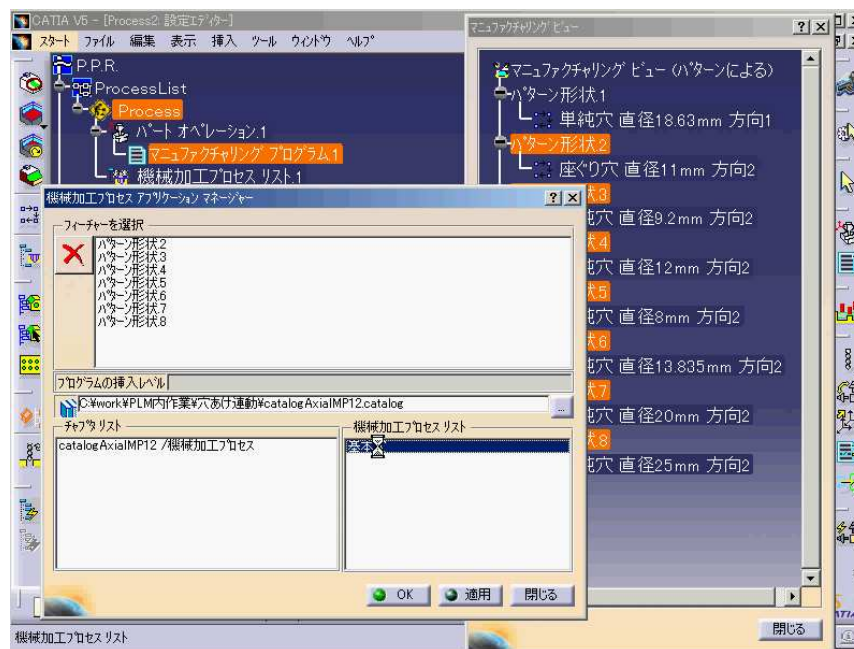 CATIA V5 - [Process2. 設定エディター]
スタート ファイル 編集 表示 挿入 ツール ウィンドウ ヘルプ
P.P.R.
ProcessList
Process
パート オペレーション.1
マニュファクチャリング プログラム.1
機械加工プロセス リスト.1
マニュファクチャリング ビュー
マニュファクチャリング ビュー (パターンによる)
パターン形状.1
単純穴 直径18.63mm 方向1
パターン形状.2
座ぐり穴 直径11mm 方向2
状.3
純穴 直径9.2mm 方向2
状.4
純穴 直径12mm 方向2
状.5
純穴 直径8mm 方向2
状.6
純穴 直径13.835mm 方向2
状.7
純穴 直径20mm 方向2
状.8
純穴 直径25mm 方向2
閉じる
機械加工プロセス アプリケーション マネージャー
フィーチャーを選択
パターン形状.2
パターン形状.3
パターン形状.4
パターン形状.5
パターン形状.6
パターン形状.7
パターン形状.8
プログラムの挿入レベル
C:¥work¥PLM内作業¥穴あけ連動¥catalogAxialMP12.catalog
...
チャプタ リスト
catalogAxialMP12 /機械加工プロセス
機械加工プロセス リスト
基本
OK 適用 閉じる
機械加工プロセス リスト